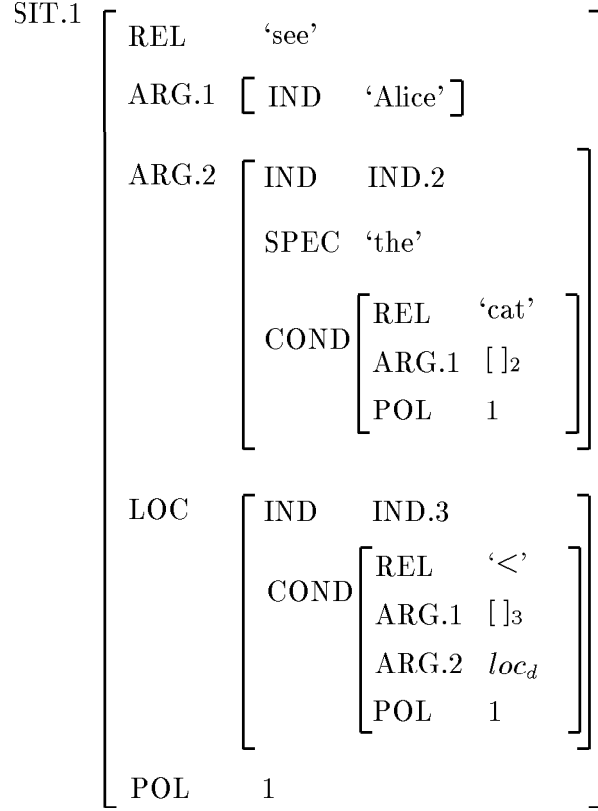 SIT.1
REL ‘see’
ARG.1 [ IND ‘Alice’ ]
ARG.2 IND IND.2
SPEC ‘the’
REL ‘cat’
COND
ARG.1 [ ]₂
POL 1
LOC IND IND.3
REL ‘<’
COND
ARG.1 [ ]₃
ARG.2 loc_d
POL 1
POL 1